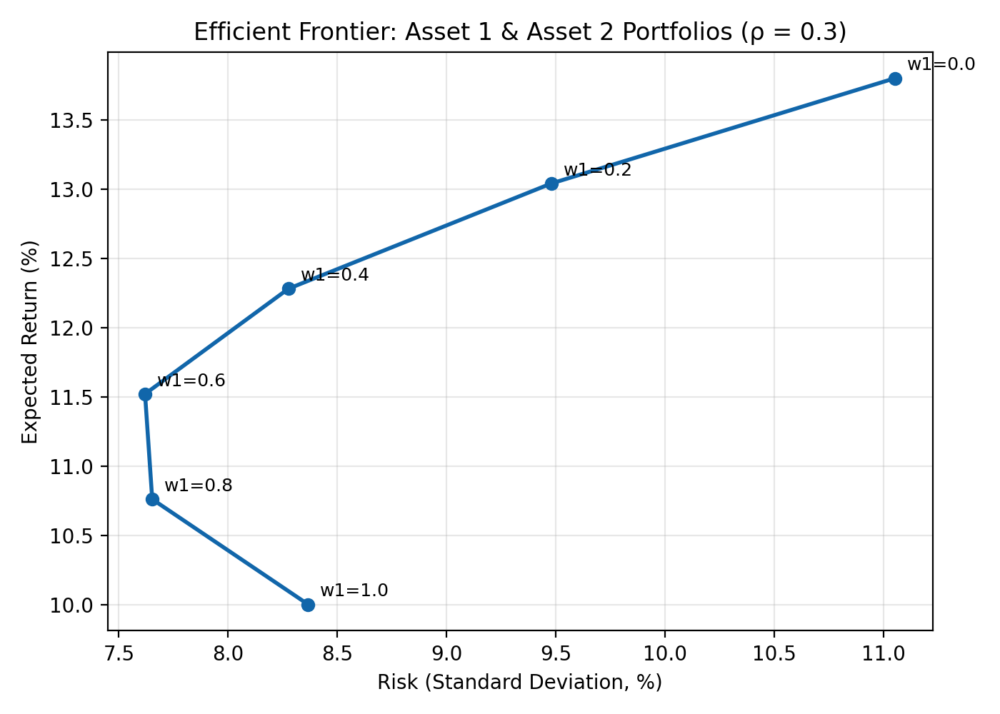 Efficient Frontier: Asset 1 & Asset 2 Portfolios (ρ = 0.3)
w1=0.0
13.5
w1=0.2
13.0
12.5
w1=0.4
12.0
w1=0.6
11.5
11.0
w1=0.8
10.5
w1=1.0
10.0
Expected Return (%)
7.5 8.0 8.5 9.0 9.5 10.0 10.5 11.0
Risk (Standard Deviation, %)